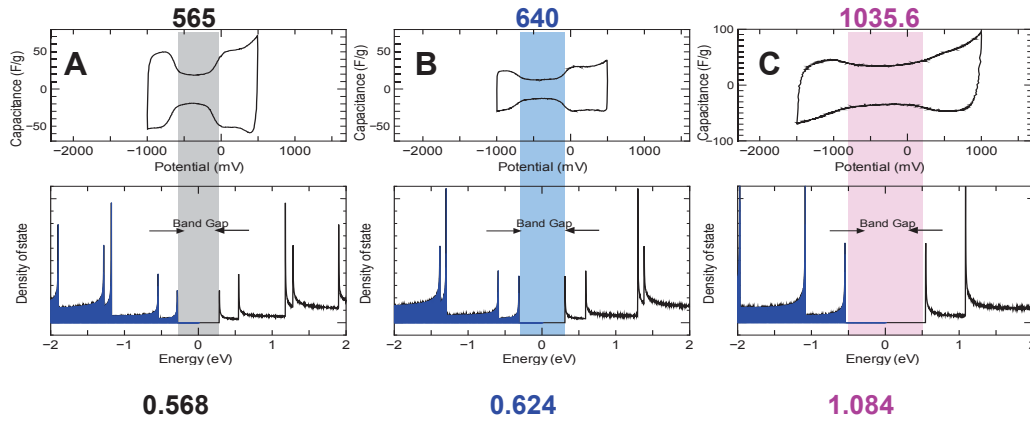 565
640
1035.6
A
Capacitance (F/g)
50
0
−50
−2000
−1000
0
1000
Potential (mV)
B
Capacitance (F/g)
50
0
−50
−2000
−1000
0
1000
Potential (mV)
C
Capacitance (F/g)
100
0
−100
−2000
−1000
0
1000
Potential (mV)
Density of state
Band Gap
−2
−1
0
1
2
Energy (eV)
Density of state
Band Gap
−2
−1
0
1
2
Energy (eV)
Density of state
Band Gap
−2
−1
0
1
2
Energy (eV)
0.568
0.624
1.084